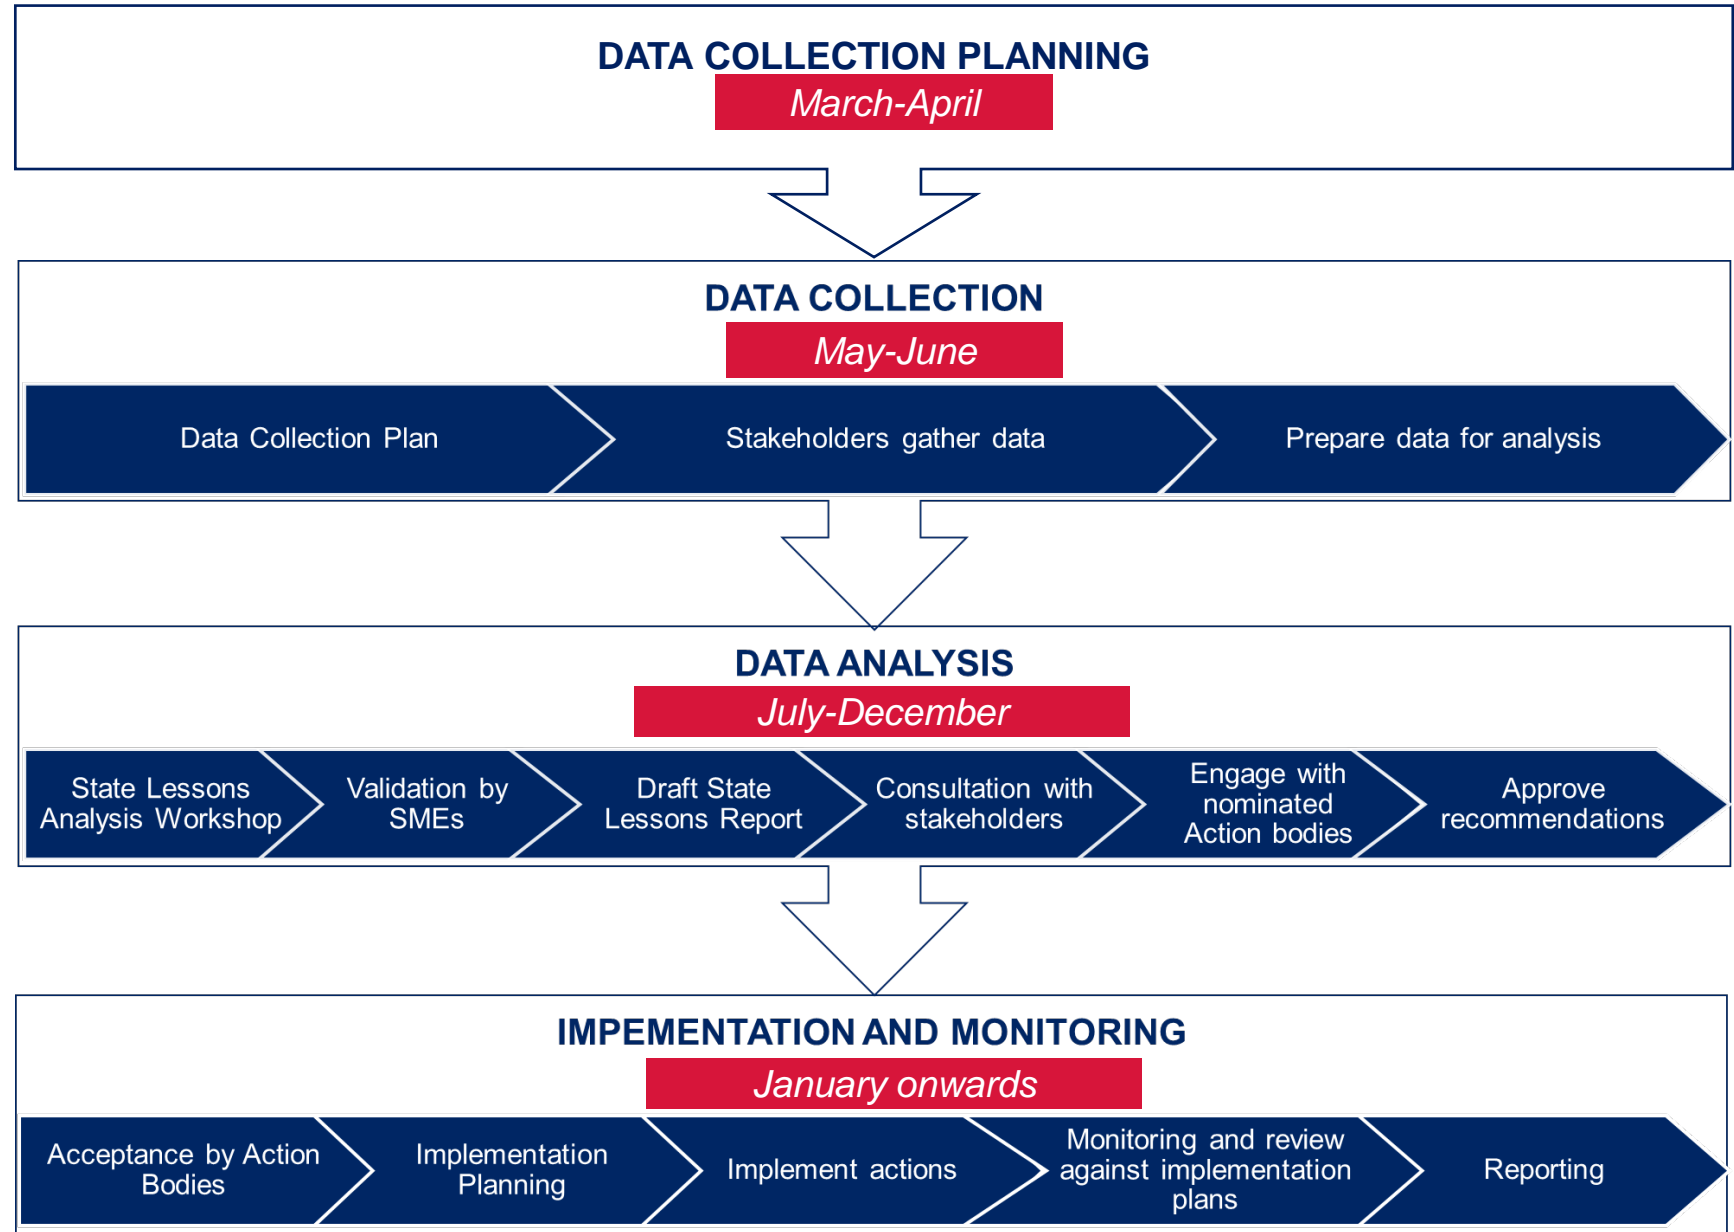 DATA COLLECTION PLANNING
March-April
DATA COLLECTION
May-June
Data Collection Plan
Stakeholders gather data
Prepare data for analysis
DATA ANALYSIS
July-December
State Lessons
Analysis Workshop
Validation by
SMEs
Draft State
Lessons Report
Consultation with
stakeholders
Engage with
nominated
Action bodies
Approve
recommendations
IMPEMENTATION AND MONITORING
January onwards
Acceptance by Action
Bodies
Implementation
Planning
Implement actions
Monitoring and review
against implementation
plans
Reporting